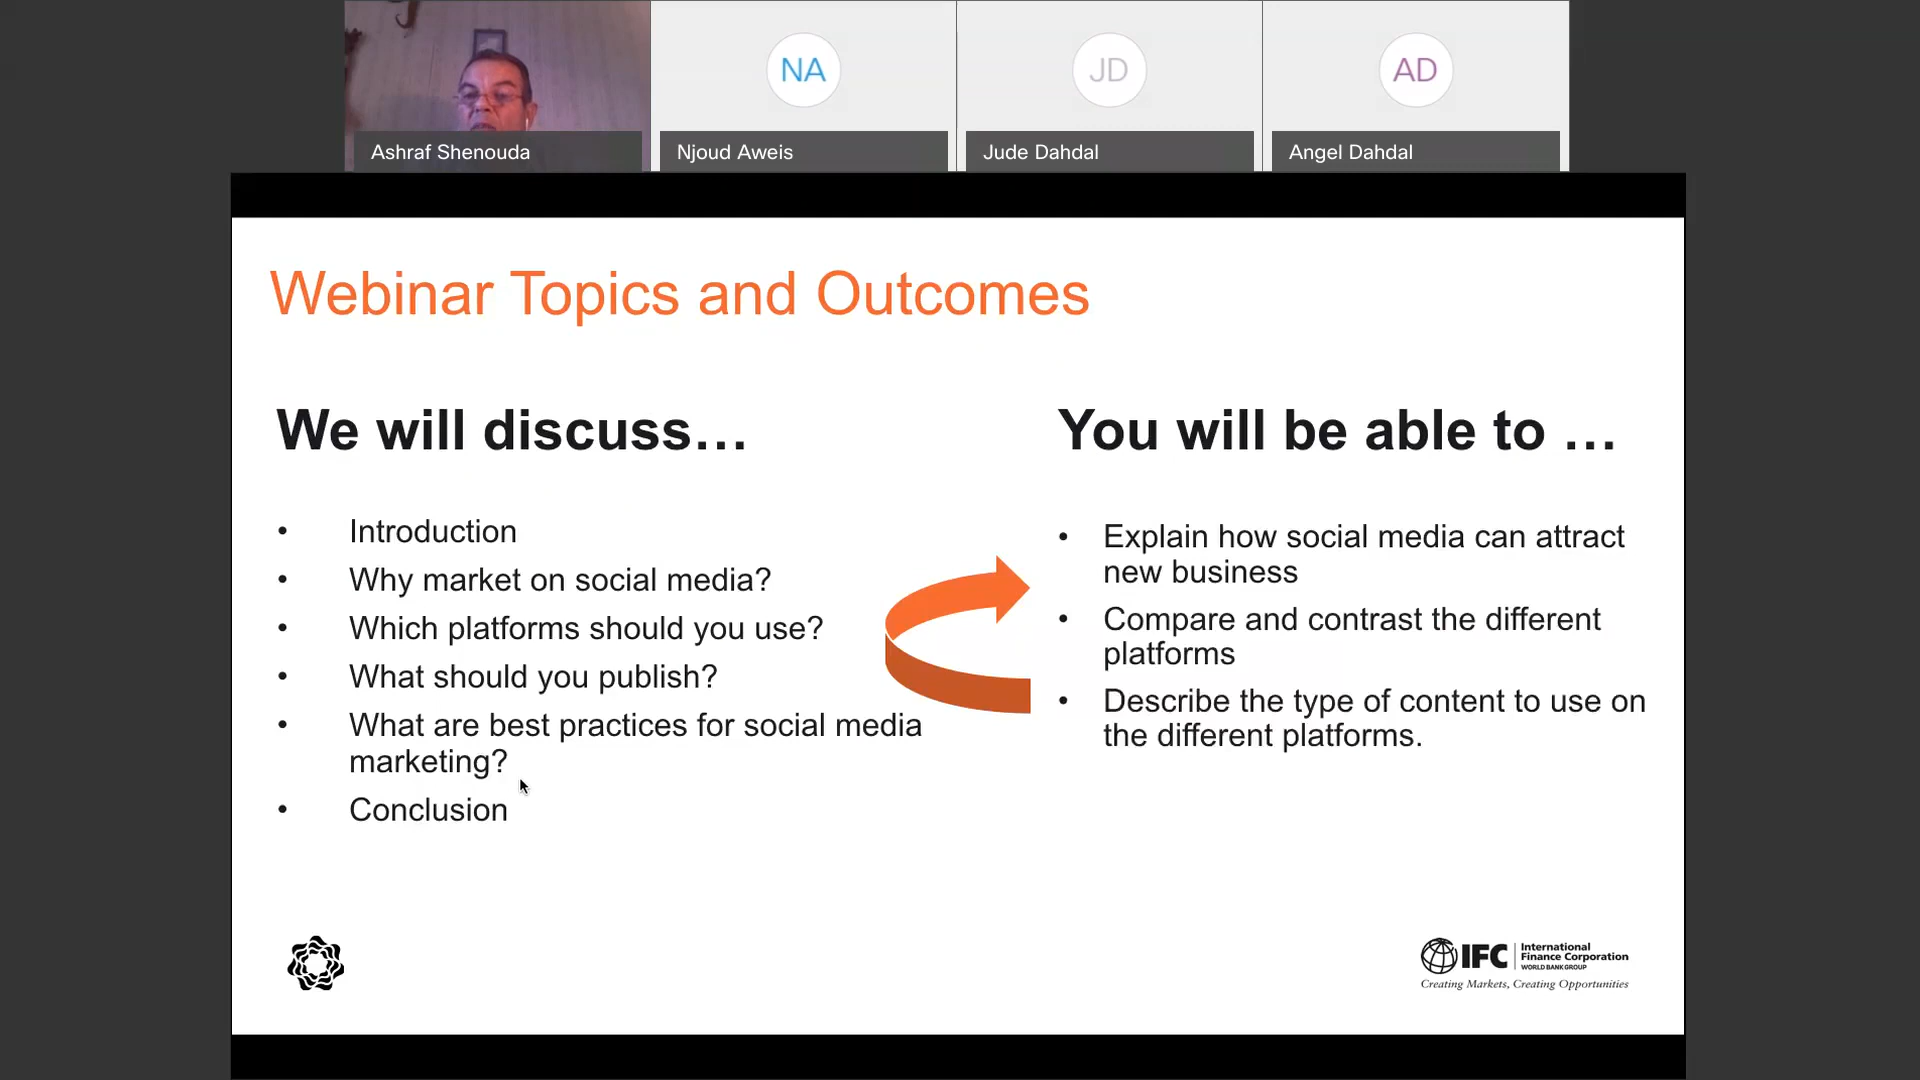 NA
JD
AD
Ashraf Shenouda
Njoud Aweis
Jude Dahdal
Angel Dahdal
Webinar Topics and Outcomes
We will discuss…
• Introduction
• Why market on social media?
• Which platforms should you use?
• What should you publish?
• What are best practices for social media
marketing?
• Conclusion
You will be able to …
• Explain how social media can attract
new business
• Compare and contrast the different
platforms
• Describe the type of content to use on
the different platforms.
IFC
International
Finance Corporation
WORLD BANK GROUP
Creating Markets, Creating Opportunities